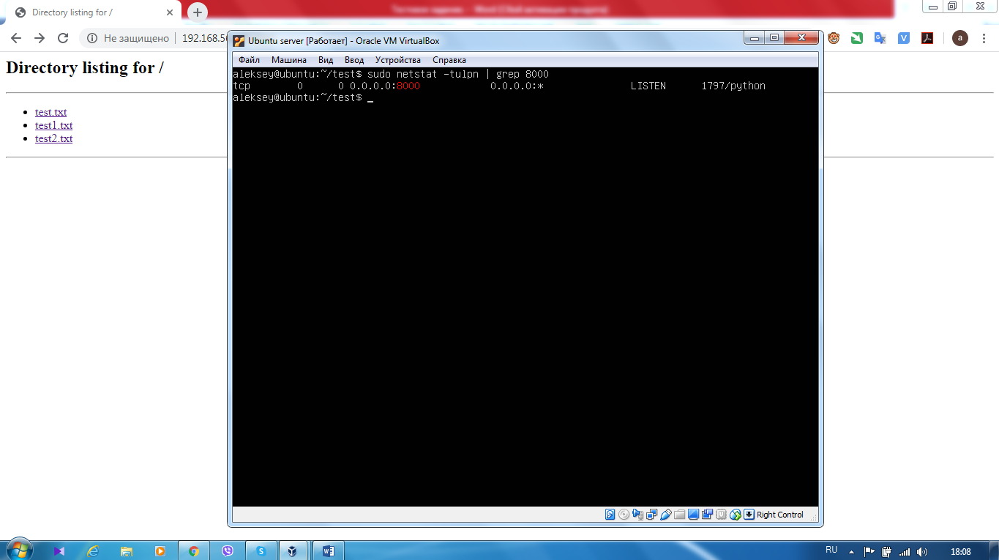 Directory listing for /
Тестовое задание - Word (Сбой активации продукта)
Не защищено
192.168.5
a
Directory listing for /
test.txt
test1.txt
test2.txt
Ubuntu server [Работает] - Oracle VM VirtualBox
Файл Машина Вид Ввод Устройства Справка
aleksey@ubuntu:~/test$ sudo netstat -tulpn | grep 8000
tcp 0 0 0.0.0.0:8000 0.0.0.0:* LISTEN 1797/python
aleksey@ubuntu:~/test$ _
Right Control
RU
18:08